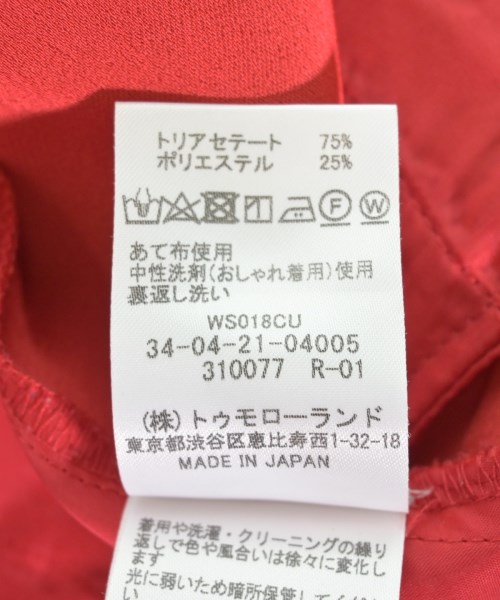 トリアセテート 75%
ポリエステル 25%
F W
あて布使用
中性洗剤(おしゃれ着用)使用
裏返し洗い
WS018CU
34-04-21-04005
310077 R-01
(株)トゥモローランド
東京都渋谷区恵比寿西1-32-18
MADE IN JAPAN
着用や洗濯・クリーニングの繰り
返しで色や風合いは徐々に変化し
ます
光に弱いため暗所保管してくださ
い